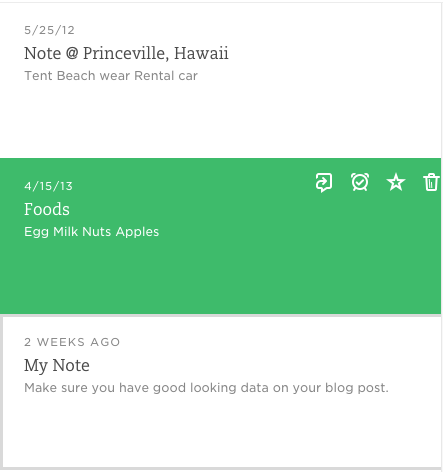 5/25/12
Note @ Princeville, Hawaii
Tent Beach wear Rental car
4/15/13
Foods
Egg Milk Nuts Apples
2 WEEKS AGO
My Note
Make sure you have good looking data on your blog post.